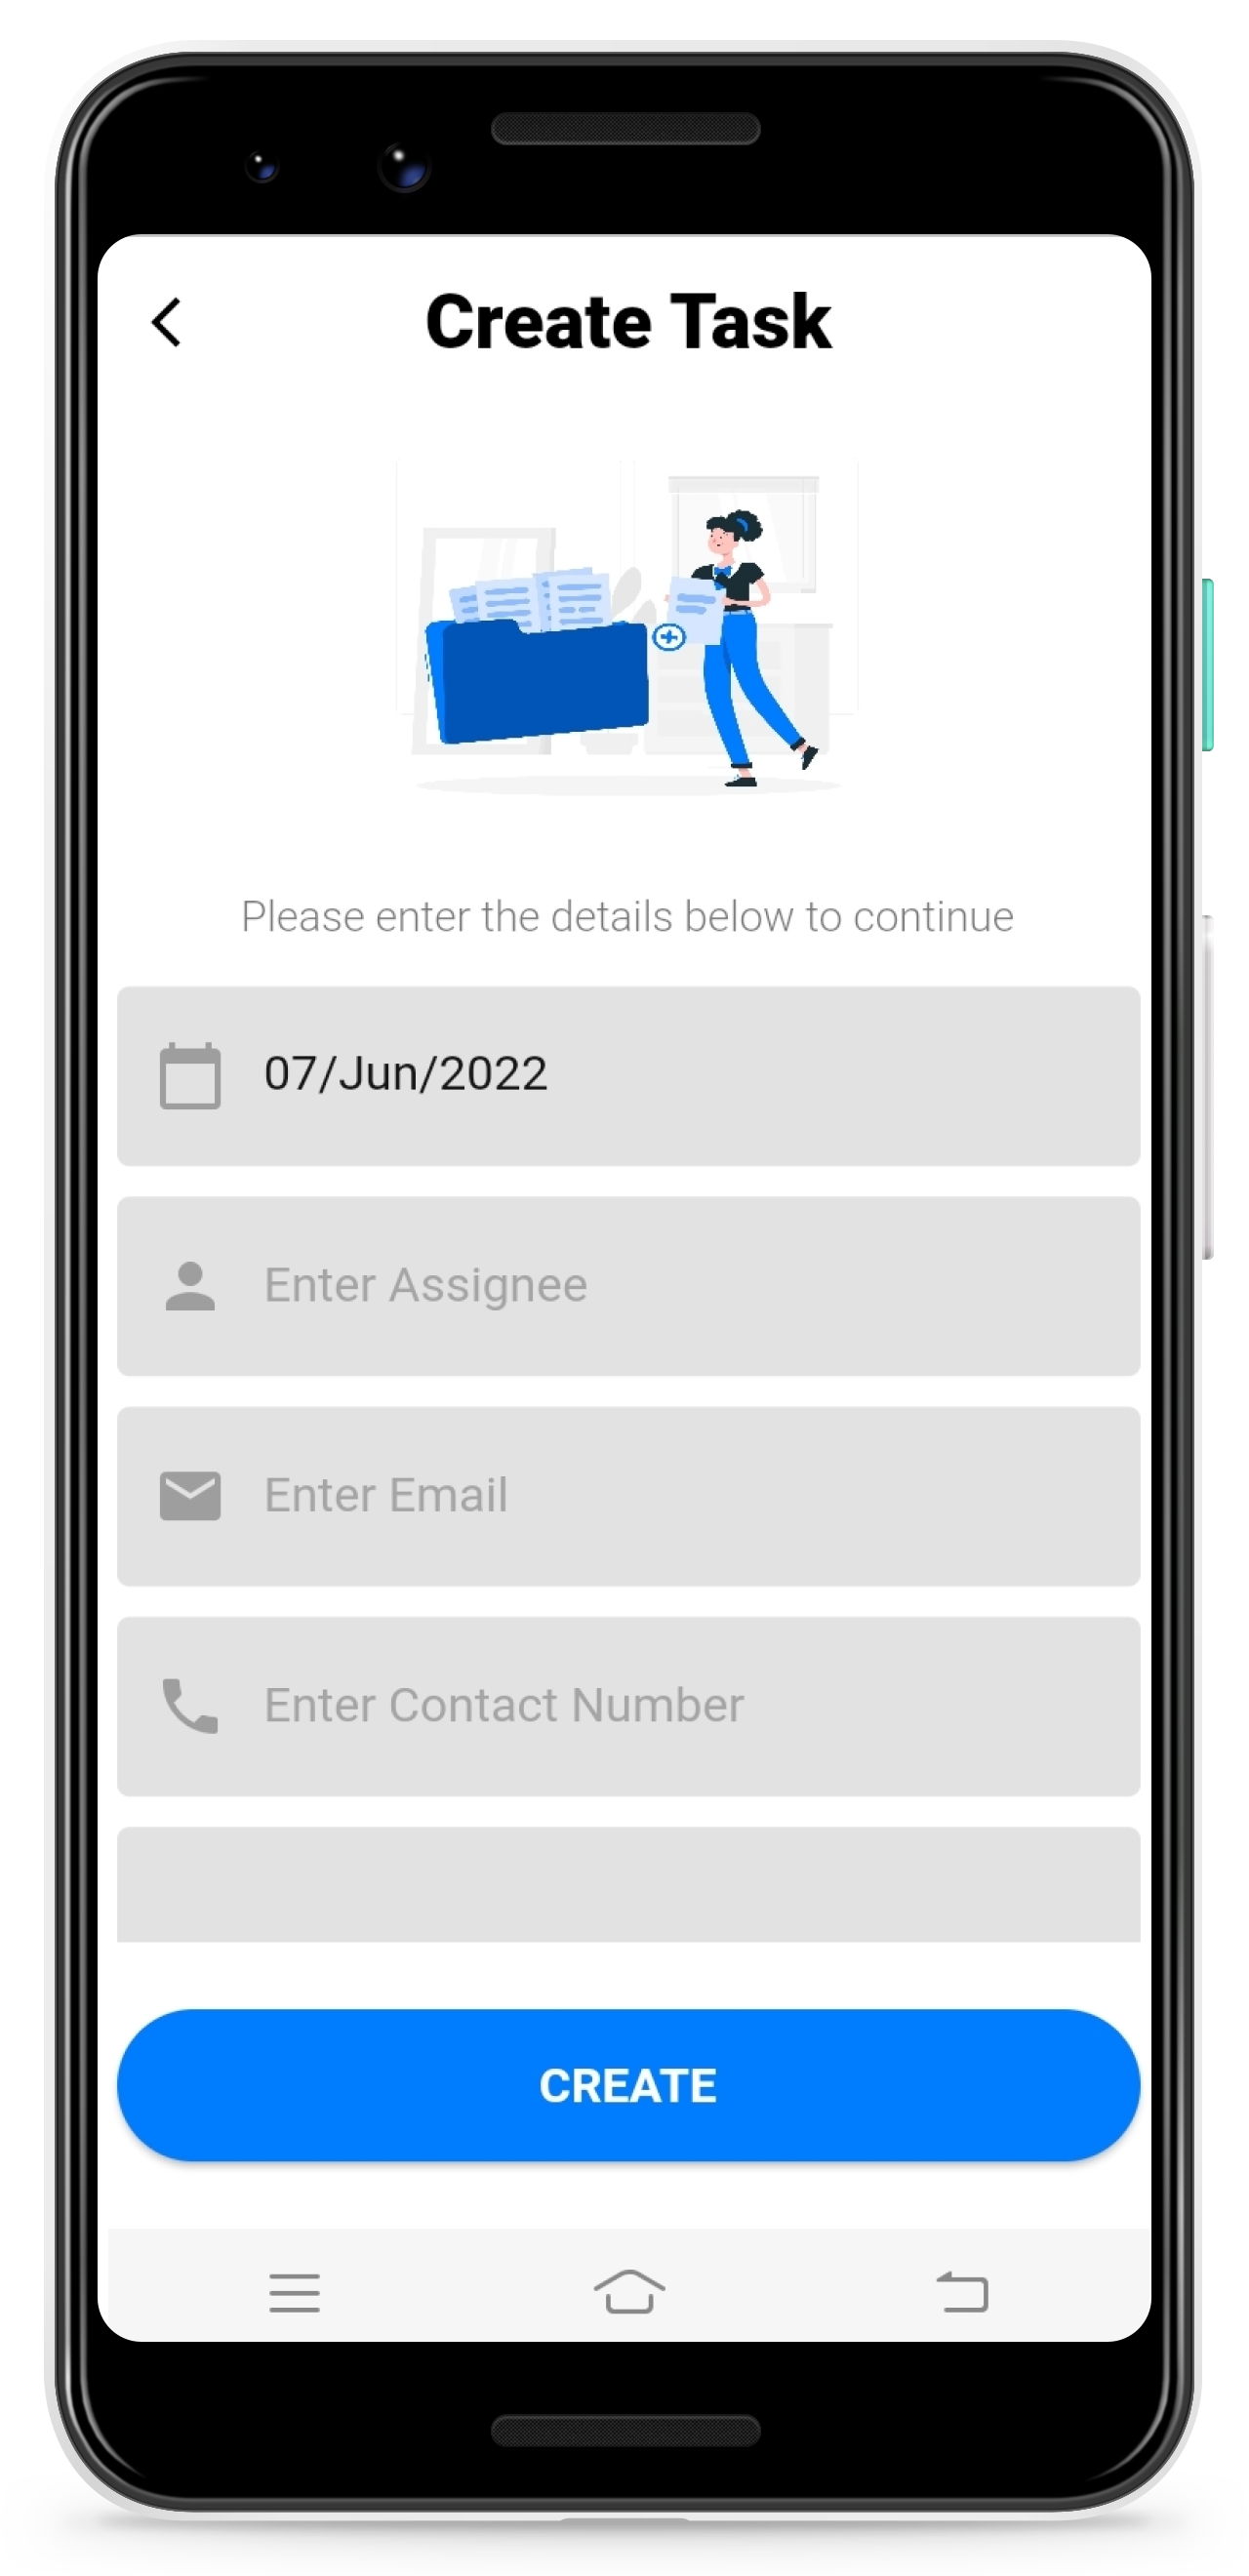 Create Task
Please enter the details below to continue
07/Jun/2022
Enter Assignee
Enter Email
Enter Contact Number
CREATE